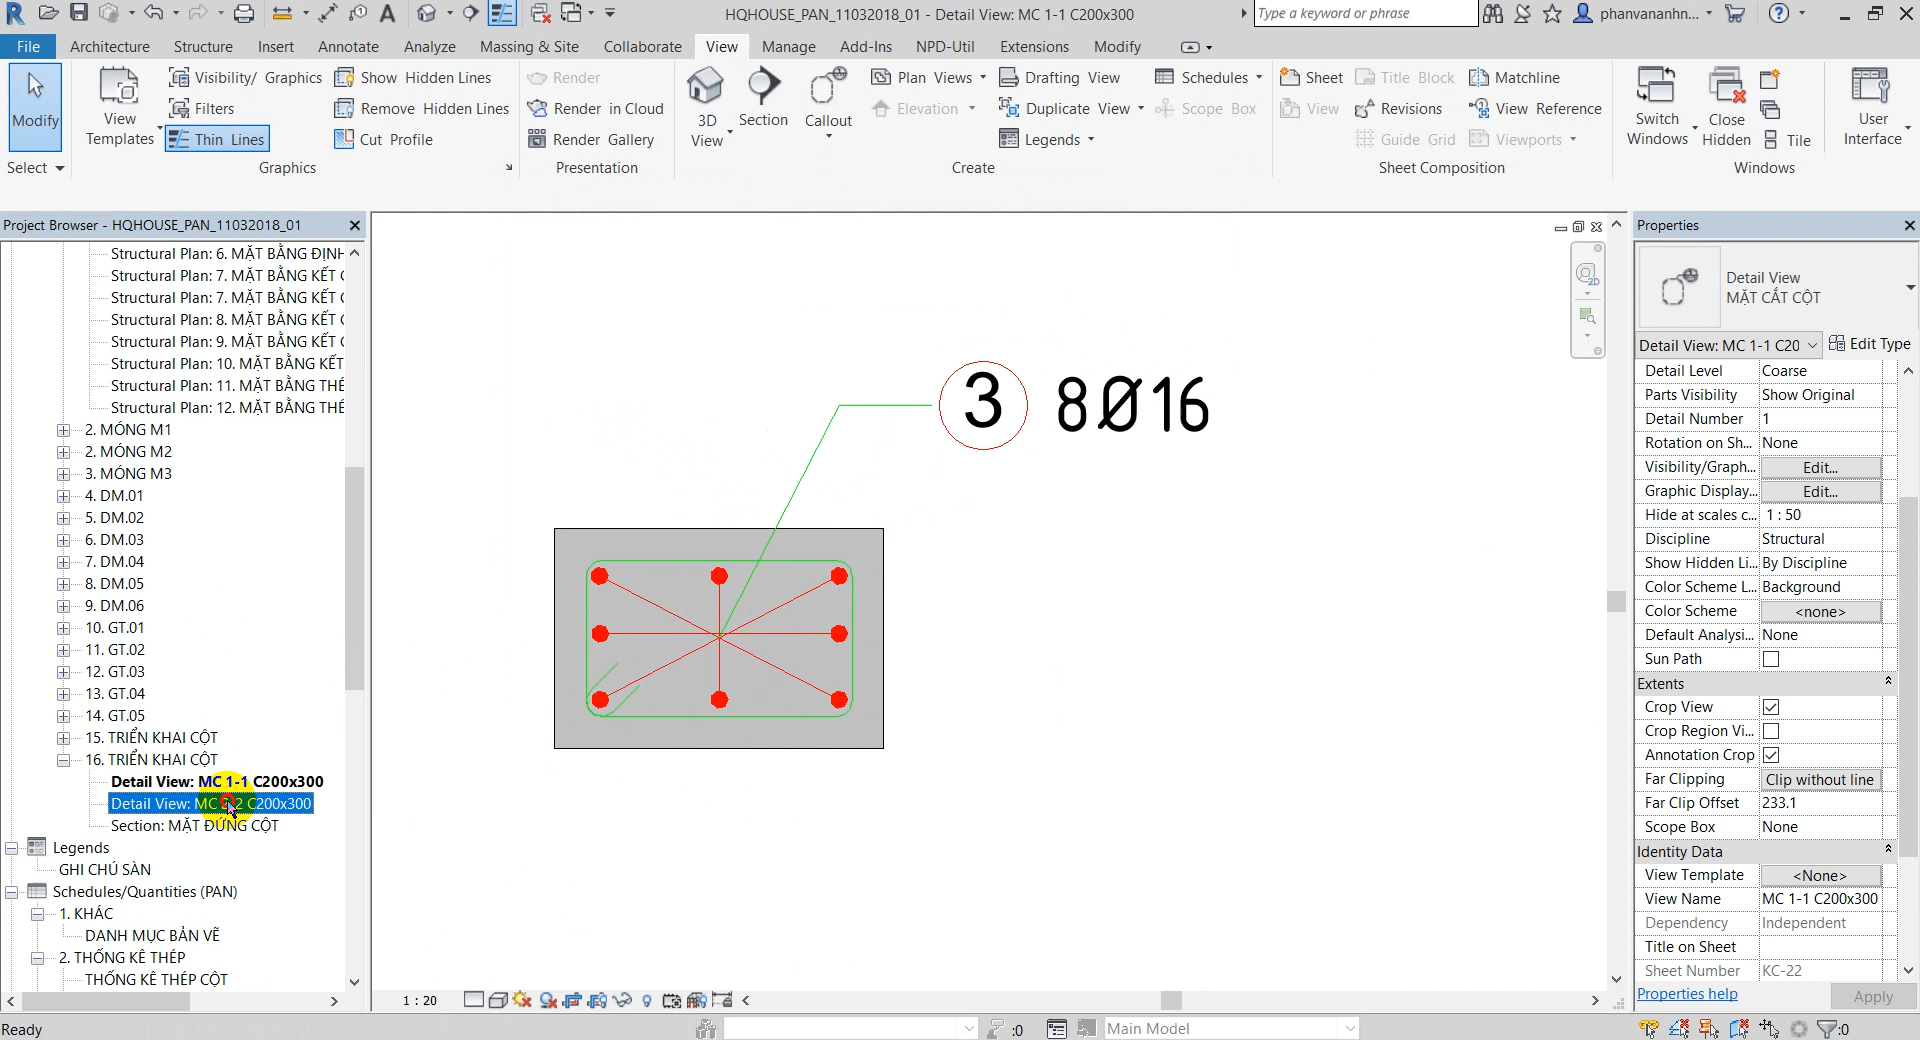 HQHOUSE_PAN_11032018_01 - Detail View: MC 1-1 C200x300
Type a keyword or phrase
phanvananhn...
File Architecture Structure Insert Annotate Analyze Massing & Site Collaborate View Manage Add-Ins NPD-Util Extensions Modify
Modify
View Templates
Visibility/ Graphics
Filters
Thin Lines
Show Hidden Lines
Remove Hidden Lines
Cut Profile
Render
Render in Cloud
Render Gallery
3D View
Section
Callout
Plan Views
Elevation
Drafting View
Duplicate View
Legends
Schedules
Scope Box
Sheet
View
Title Block
Revisions
Guide Grid
Matchline
View Reference
Viewports
Switch Windows
Close Hidden
Tile
User Interface
Select Graphics Presentation Create Sheet Composition Windows
Project Browser - HQHOUSE_PAN_11032018_01
Structural Plan: 6. MẶT BẰNG ĐỊNH
Structural Plan: 7. MẶT BẰNG KẾT
Structural Plan: 7. MẶT BẰNG KẾT
Structural Plan: 8. MẶT BẰNG KẾT
Structural Plan: 9. MẶT BẰNG KẾT
Structural Plan: 10. MẶT BẰNG KẾT
Structural Plan: 11. MẶT BẰNG THÉ
Structural Plan: 12. MẶT BẰNG THÉ
2. MÓNG M1
2. MÓNG M2
3. MÓNG M3
4. DM.01
5. DM.02
6. DM.03
7. DM.04
8. DM.05
9. DM.06
10. GT.01
11. GT.02
12. GT.03
13. GT.04
14. GT.05
15. TRIỂN KHAI CỘT
16. TRIỂN KHAI CỘT
Detail View: MC 1-1 C200x300
Detail View: MC 2-2 C200x300
Section: MẶT ĐỨNG CỘT
Legends
GHI CHÚ SÀN
Schedules/Quantities (PAN)
1. KHÁC
DANH MỤC BẢN VẼ
2. THỐNG KÊ THÉP
THỐNG KÊ THÉP CỘT
3 8Ø16
2D
1 : 20
Properties
Detail View
MẶT CẮT CỘT
Detail View: MC 1-1 C20 Edit Type
Detail Level Coarse
Parts Visibility Show Original
Detail Number 1
Rotation on Sh... None
Visibility/Graph... Edit...
Graphic Display... Edit...
Hide at scales c... 1 : 50
Discipline Structural
Show Hidden Li... By Discipline
Color Scheme L... Background
Color Scheme <none>
Default Analysi... None
Sun Path
Extents
Crop View
Crop Region Vi...
Annotation Crop
Far Clipping Clip without line
Far Clip Offset 233.1
Scope Box None
Identity Data
View Template <None>
View Name MC 1-1 C200x300
Dependency Independent
Title on Sheet
Sheet Number KC-22
Properties help Apply
Ready :0 Main Model :0